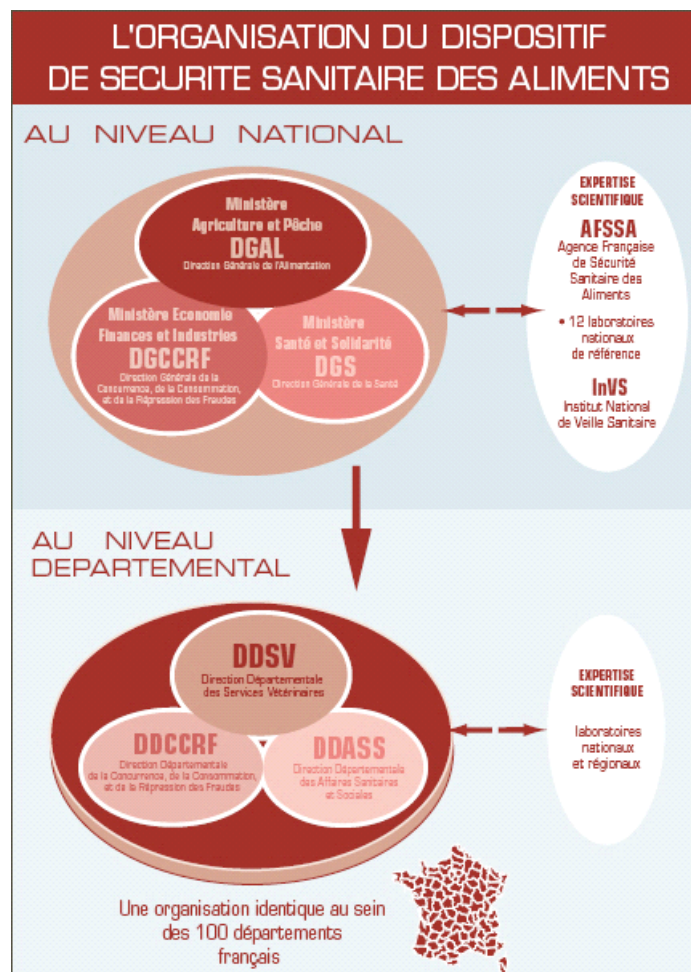 L'ORGANISATION DU DISPOSITIF
DE SECURITE SANITAIRE DES ALIMENTS
AU NIVEAU NATIONAL
Ministère
Agriculture et Pêche
DGAL
Direction Générale de l'Alimentation
Ministère Economie
Finances et Industries
DGCCRF
Direction Générale de la
Concurrence, de la Consommation,
et de la Répression des Fraudes
Ministère
Santé et Solidarité
DGS
Direction Générale de la Santé
EXPERTISE
SCIENTIFIQUE
AFSSA
Agence Française
de Sécurité
Sanitaire des
Aliments
• 12 laboratoires
nationaux
de référence
InVS
Institut National
de Veille Sanitaire
AU NIVEAU
DEPARTEMENTAL
DDSV
Direction Départementale
des Services Vétérinaires
DDCCRF
Direction Départementale
de la Concurrence, de la Consommation,
et de la Répression des Fraudes
DDASS
Direction Départementale
des Affaires Sanitaires
et Sociales
EXPERTISE
SCIENTIFIQUE
laboratoires
nationaux
et régionaux
Une organisation identique au sein
des 100 départements
français